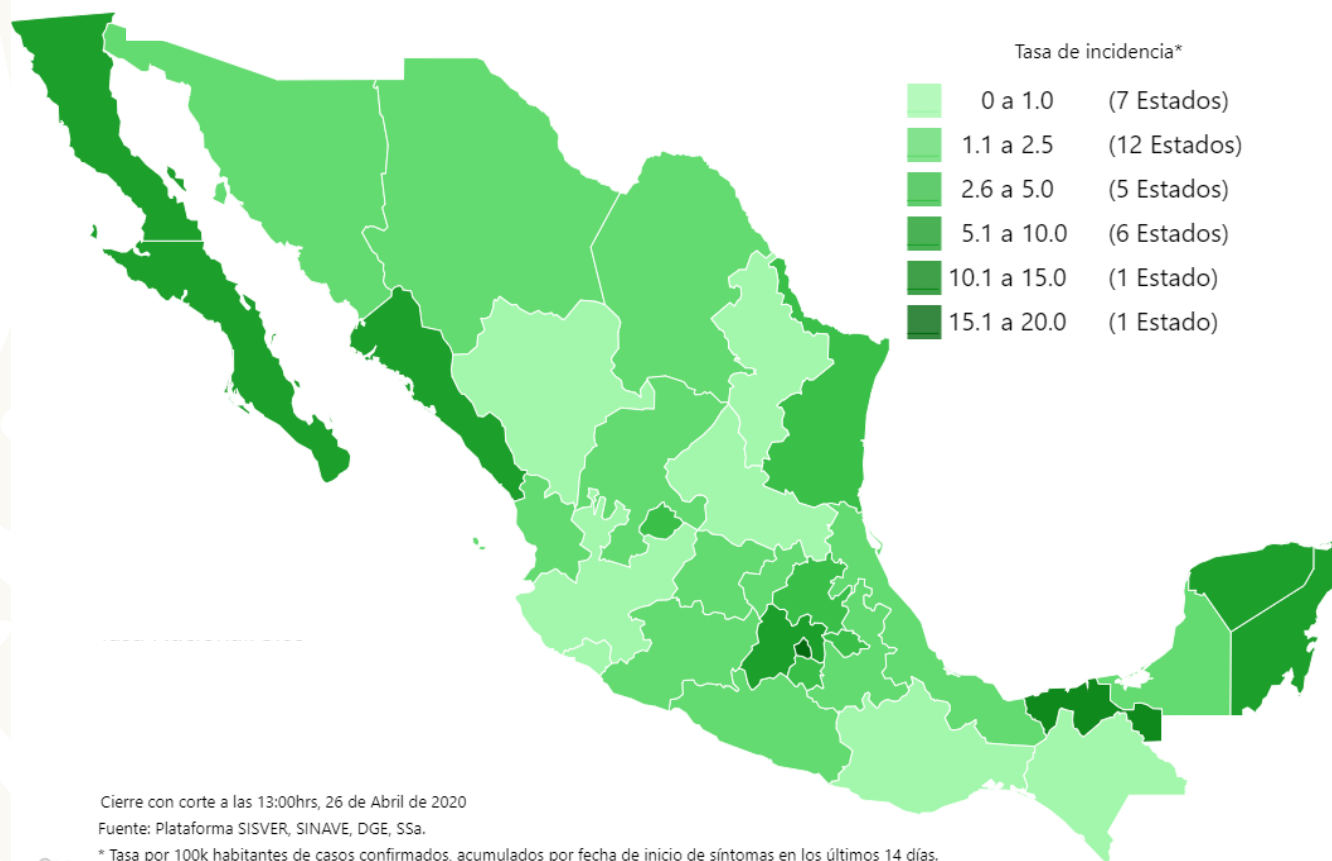 Tasa de incidencia*
0 a 1.0 (7 Estados)
1.1 a 2.5 (12 Estados)
2.6 a 5.0 (5 Estados)
5.1 a 10.0 (6 Estados)
10.1 a 15.0 (1 Estado)
15.1 a 20.0 (1 Estado)
Cierre con corte a las 13:00hrs, 26 de Abril de 2020
Fuente: Plataforma SISVER, SINAVE, DGE, SSa.
* Tasa por 100k habitantes de casos confirmados, acumulados por fecha de inicio de síntomas en los últimos 14 días.